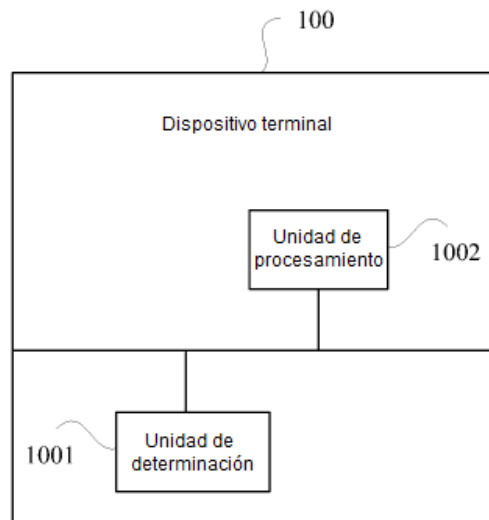 100
Dispositivo terminal
Unidad de
procesamiento
1002
Unidad de
determinación
1001